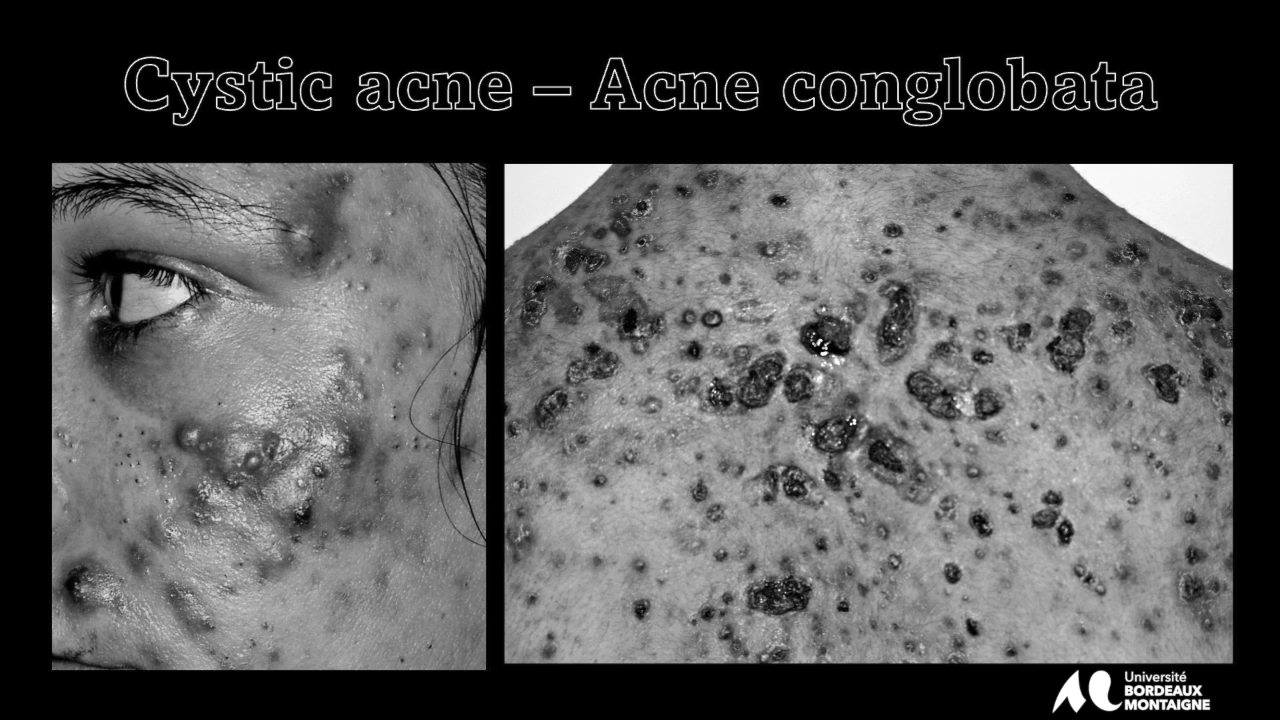 Cystic acne – Acne conglobata
Université
BORDEAUX
MONTAIGNE